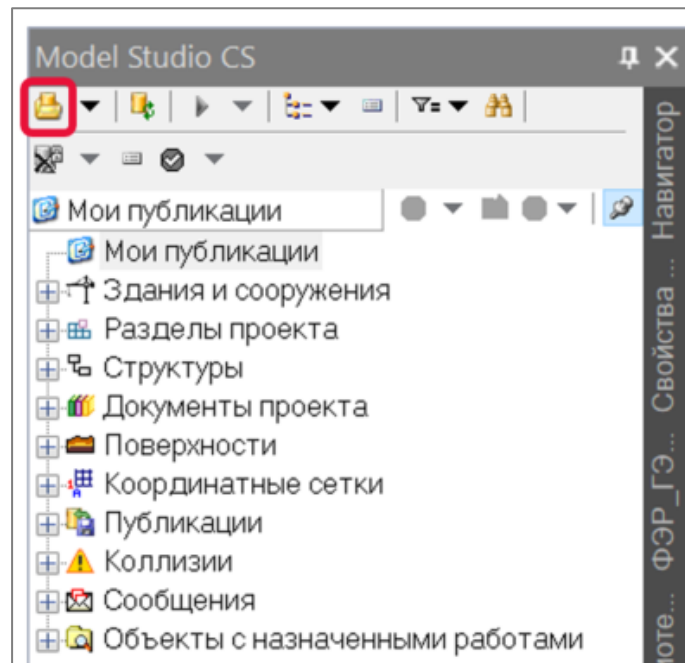 Model Studio CS
Мои публикации
Мои публикации
Здания и сооружения
Разделы проекта
Структуры
Документы проекта
Поверхности
Координатные сетки
Публикации
Коллизии
Сообщения
Объекты с назначенными работами
Навигатор
Свойства ...
ФЭР_ГЭ...